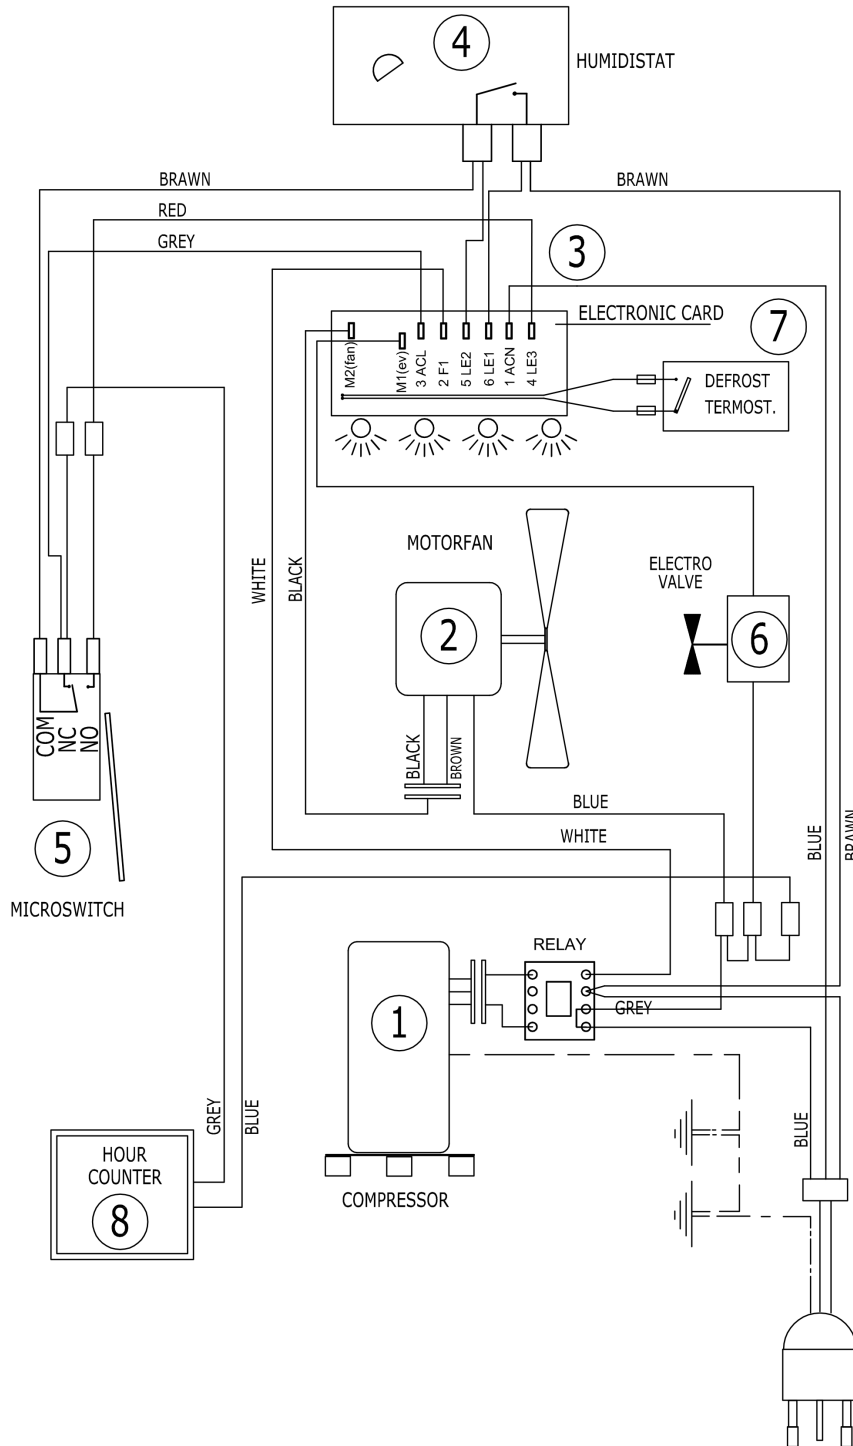 4
HUMIDISTAT
BRAWN
BRAWN
RED
GREY
3
ELECTRONIC CARD
7
M2(fan)
M1(ev)
3 ACL
2 F1
5 LE2
6 LE1
1 ACN
4 LE3
DEFROST
TERMOST.
WHITE
BLACK
MOTORFAN
2
ELECTRO
VALVE
6
COM
NC
NO
BLACK
BROWN
BLUE
WHITE
BLUE
BRAWN
5
MICROSWITCH
RELAY
GREY
1
GREY
BLUE
BLUE
HOUR
COUNTER
8
COMPRESSOR